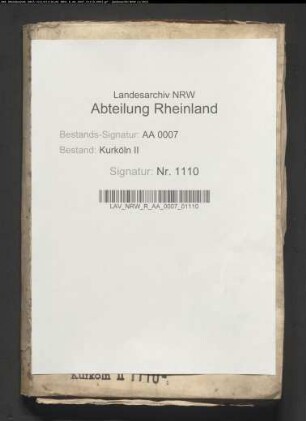 Landesarchiv NRW
Abteilung Rheinland
Bestands-Signatur: AA 0007
Bestand: Kurköln II
Signatur: Nr. 1110
LAV_NRW_R_AA_0007_01110
Kurköln II 1110